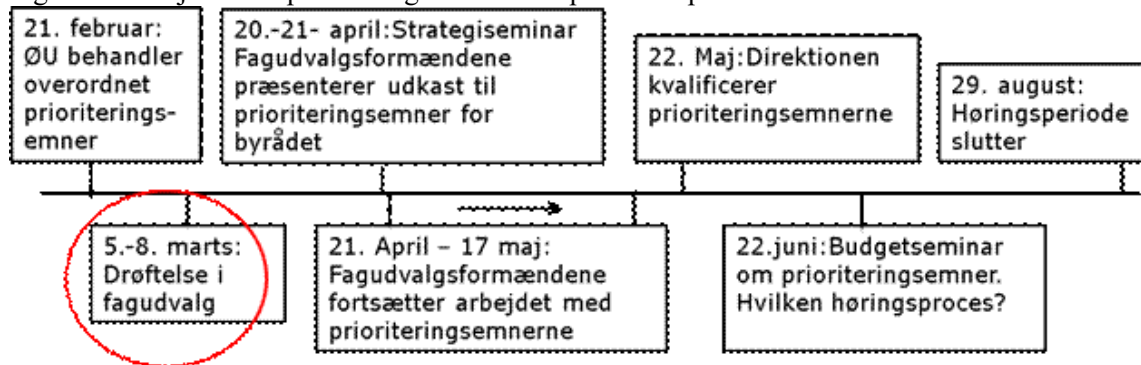 21. februar:
ØU behandler
overordnet
prioriterings-
emner
20.-21- april:Strategiseminar
Fagudvalgsformændene
præsenterer udkast til
prioriteringsemner for
byrådet
22. Maj:Direktionen
kvalificerer
prioriteringsemnerne
29. august:
Høringsperiode
slutter
5.-8. marts:
Drøftelse i
fagudvalg
21. April – 17 maj:
Fagudvalgsformændene
fortsætter arbejdet med
prioriteringsemnerne
22.juni:Budgetseminar
om prioriteringsemner.
Hvilken høringsproces?